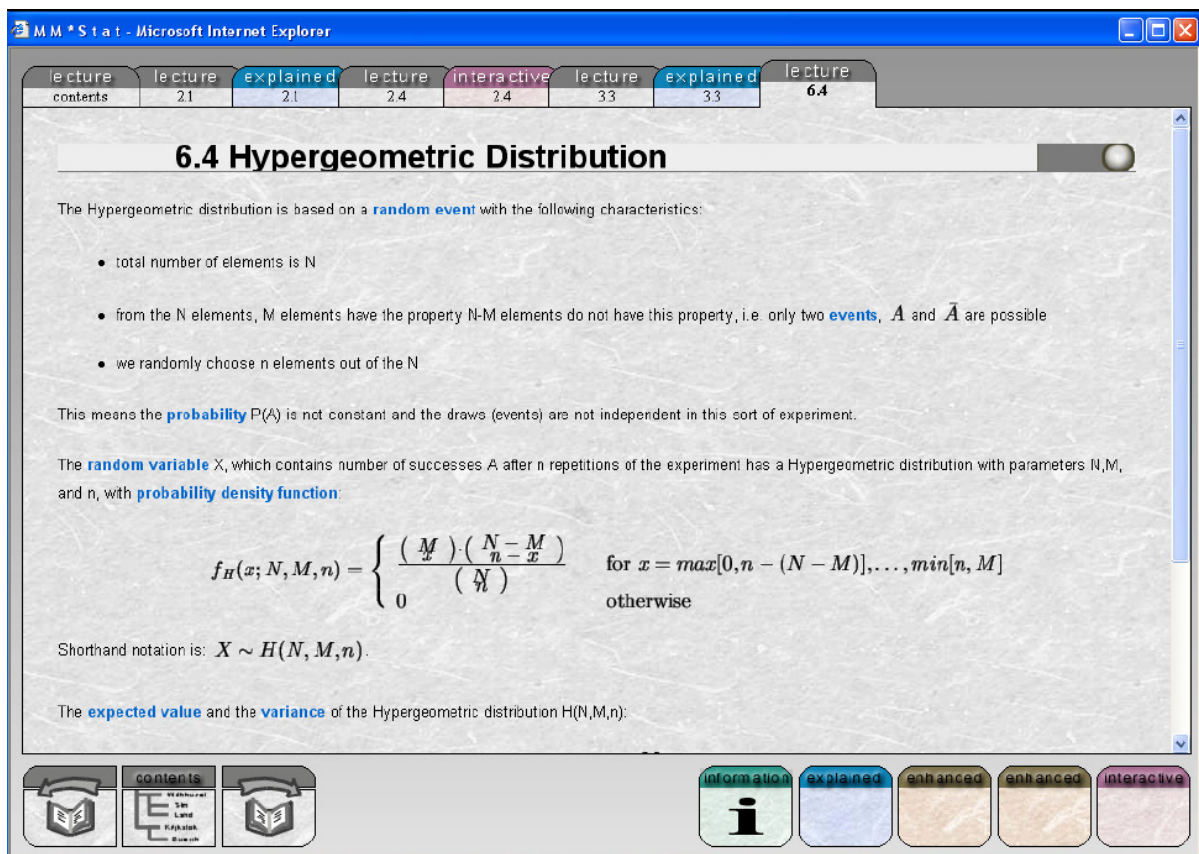 M M * S t a t - Microsoft Internet Explorer
lecture lecture explained lecture interactive lecture explained lecture
contents 2.1 2.1 2.4 2.4 3.3 3.3 6.4
6.4 Hypergeometric Distribution
The Hypergeometric distribution is based on a random event with the following characteristics:
• total number of elements is N
• from the N elements, M elements have the property N-M elements do not have this property, i.e. only two events, A and Ā are possible
• we randomly choose n elements out of the N
This means the probability P(A) is not constant and the draws (events) are not independent in this sort of experiment.
The random variable X, which contains number of successes A after n repetitions of the experiment has a Hypergeometric distribution with parameters N,M,
and n, with probability density function:
( M ) · ( N − M )
x n − x
f_H(x; N, M, n) = { for x = max[0, n − (N − M)], . . . , min[n, M]
( N )
n
0 otherwise
Shorthand notation is: X ∼ H(N, M, n).
The expected value and the variance of the Hypergeometric distribution H(N,M,n):
contents information explained enhanced enhanced interactive
i